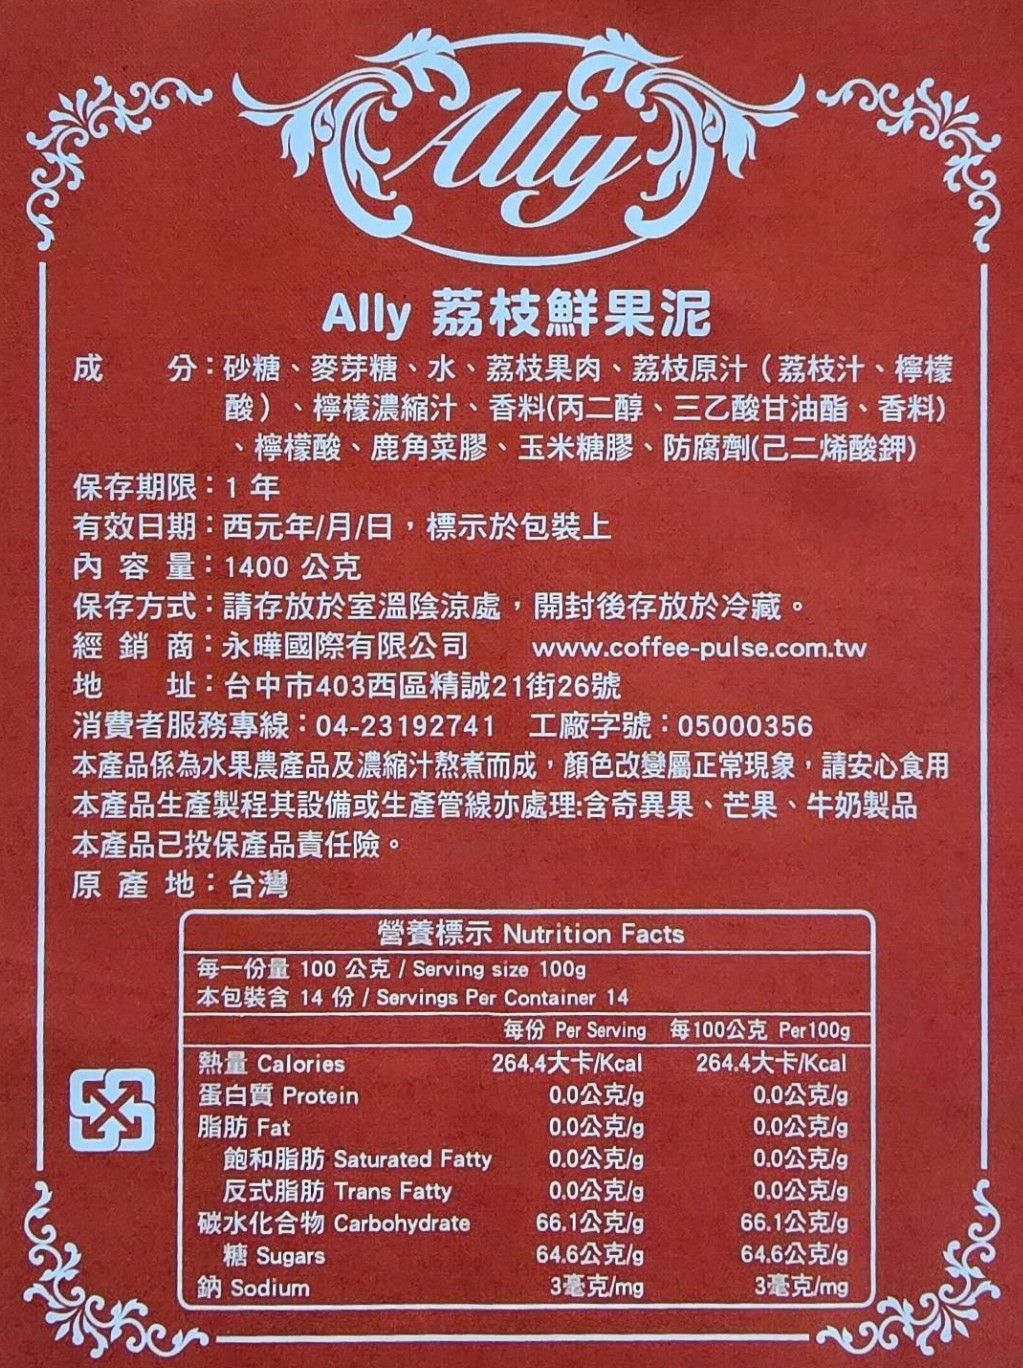 Ally
Ally 荔枝鮮果泥
成 分：砂糖、麥芽糖、水、荔枝果肉、荔枝原汁（荔枝汁、檸檬
酸）、檸檬濃縮汁、香料(丙二醇、三乙酸甘油酯、香料)
、檸檬酸、鹿角菜膠、玉米糖膠、防腐劑(己二烯酸鉀)
保存期限：1 年
有效日期：西元年/月/日，標示於包裝上
內 容 量：1400 公克
保存方式：請存放於室溫陰涼處，開封後存放於冷藏。
經 銷 商：永曄國際有限公司 www.coffee-pulse.com.tw
地 址：台中市403西區精誠21街26號
消費者服務專線：04-23192741 工廠字號：05000356
本產品係為水果農產品及濃縮汁熬煮而成，顏色改變屬正常現象，請安心食用
本產品生產製程其設備或生產管線亦處理:含奇異果、芒果、牛奶製品
本產品已投保產品責任險。
原 產 地：台灣
營養標示 Nutrition Facts
每一份量 100 公克 / Serving size 100g
本包裝含 14 份 / Servings Per Container 14
每份 Per Serving 每100公克 Per100g
熱量 Calories 264.4大卡/Kcal 264.4大卡/Kcal
蛋白質 Protein 0.0公克/g 0.0公克/g
脂肪 Fat 0.0公克/g 0.0公克/g
飽和脂肪 Saturated Fatty 0.0公克/g 0.0公克/g
反式脂肪 Trans Fatty 0.0公克/g 0.0公克/g
碳水化合物 Carbohydrate 66.1公克/g 66.1公克/g
糖 Sugars 64.6公克/g 64.6公克/g
鈉 Sodium 3毫克/mg 3毫克/mg